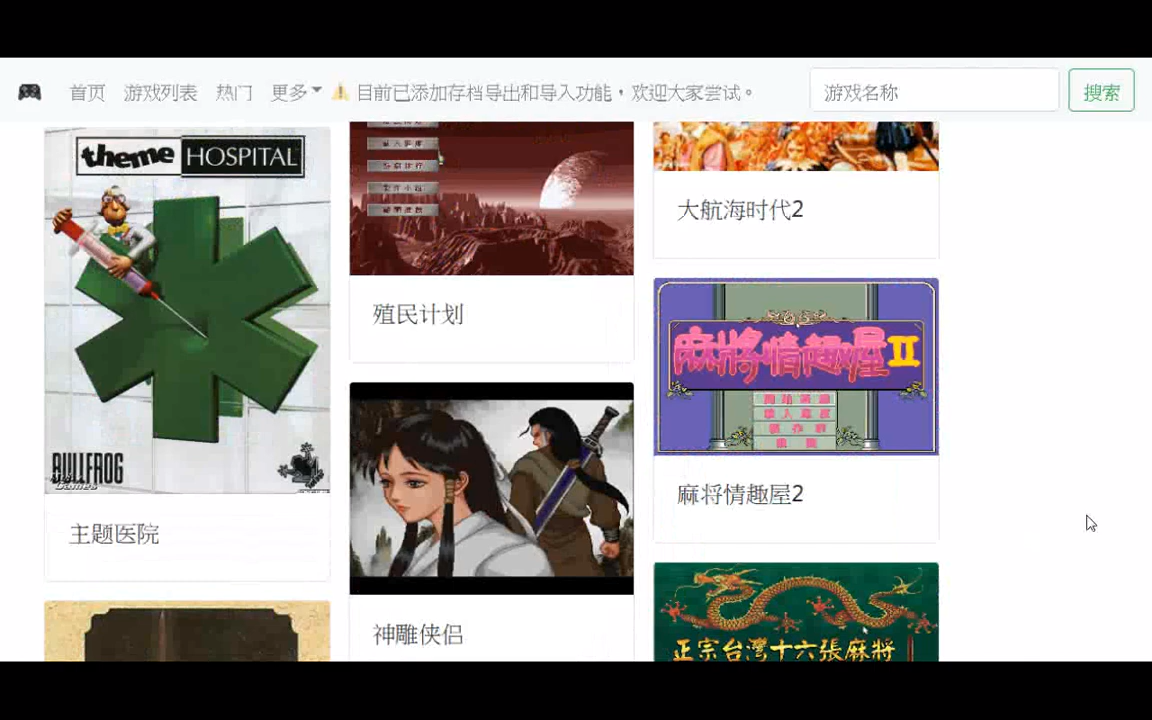 首页 游戏列表 热门 更多 ⚠ 目前已添加存档导出和导入功能，欢迎大家尝试。 游戏名称 搜索
theme HOSPITAL
BULLFROG
主题医院
殖民计划
神雕侠侣
大航海时代2
麻將情趣屋II
麻将情趣屋2
正宗台灣十六張麻將